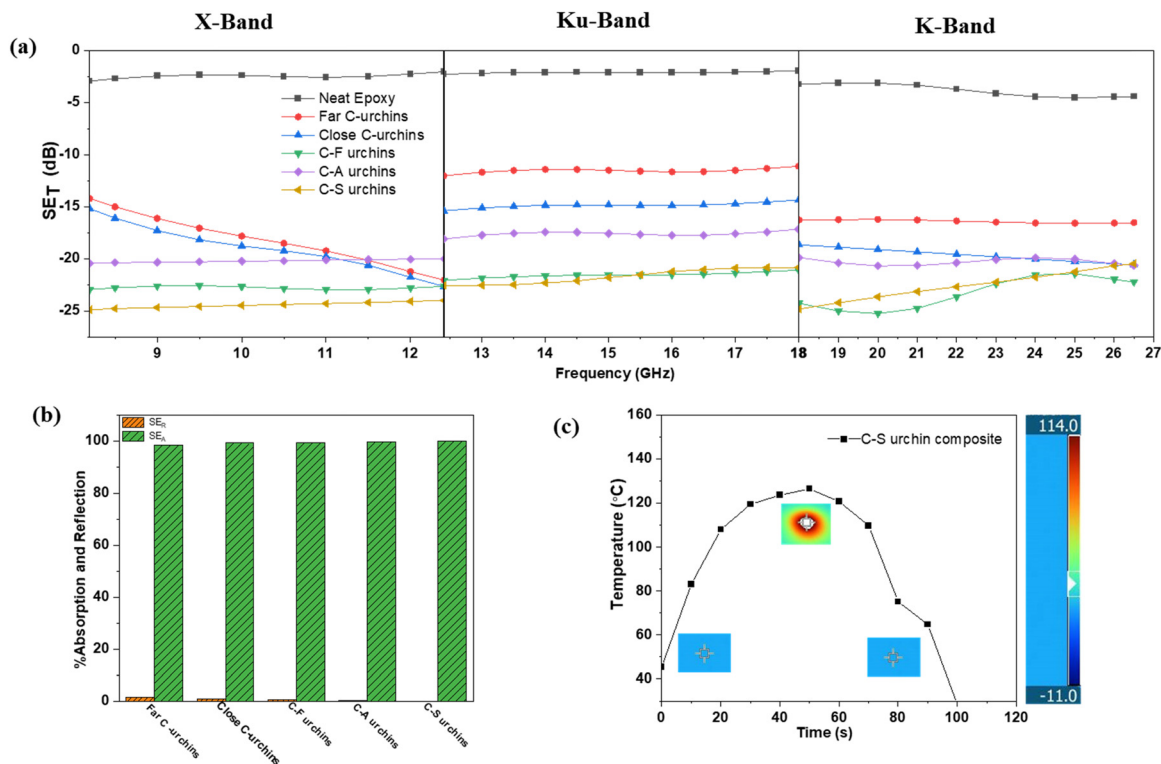 X-Band
Ku-Band
K-Band
(a)
0
-5
-10
-15
-20
-25
SET (dB)
Neat Epoxy
Far C-urchins
Close C-urchins
C-F urchins
C-A urchins
C-S urchins
9 10 11 12 13 14 15 16 17 18 18 19 20 21 22 23 24 25 26 27
Frequency (GHz)
(b)
SER
SEA
100
80
60
40
20
0
%Absorption and Reflection
Far C-urchins
Close C-urchins
C-F urchins
C-A urchins
C-S urchins
(c)
160
140
120
100
80
60
40
Temperature (°C)
C-S urchin composite
0 20 40 60 80 100 120
Time (s)
114.0
-11.0